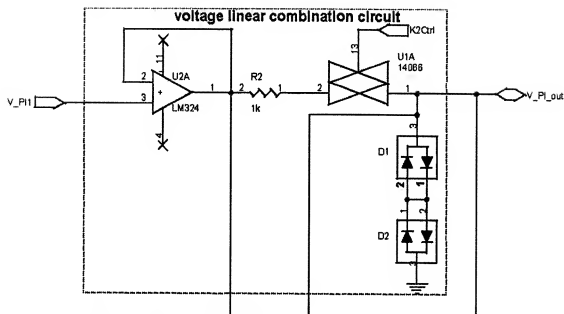 voltage linear combination circuit
K2Ctrl
13
U1A
14066
11
U2A
2
1
3
+
LM324
4
V_PI1
2
R2
1
1k
2
1
V_PI_out
3
D1
2
1
1
2
D2
3